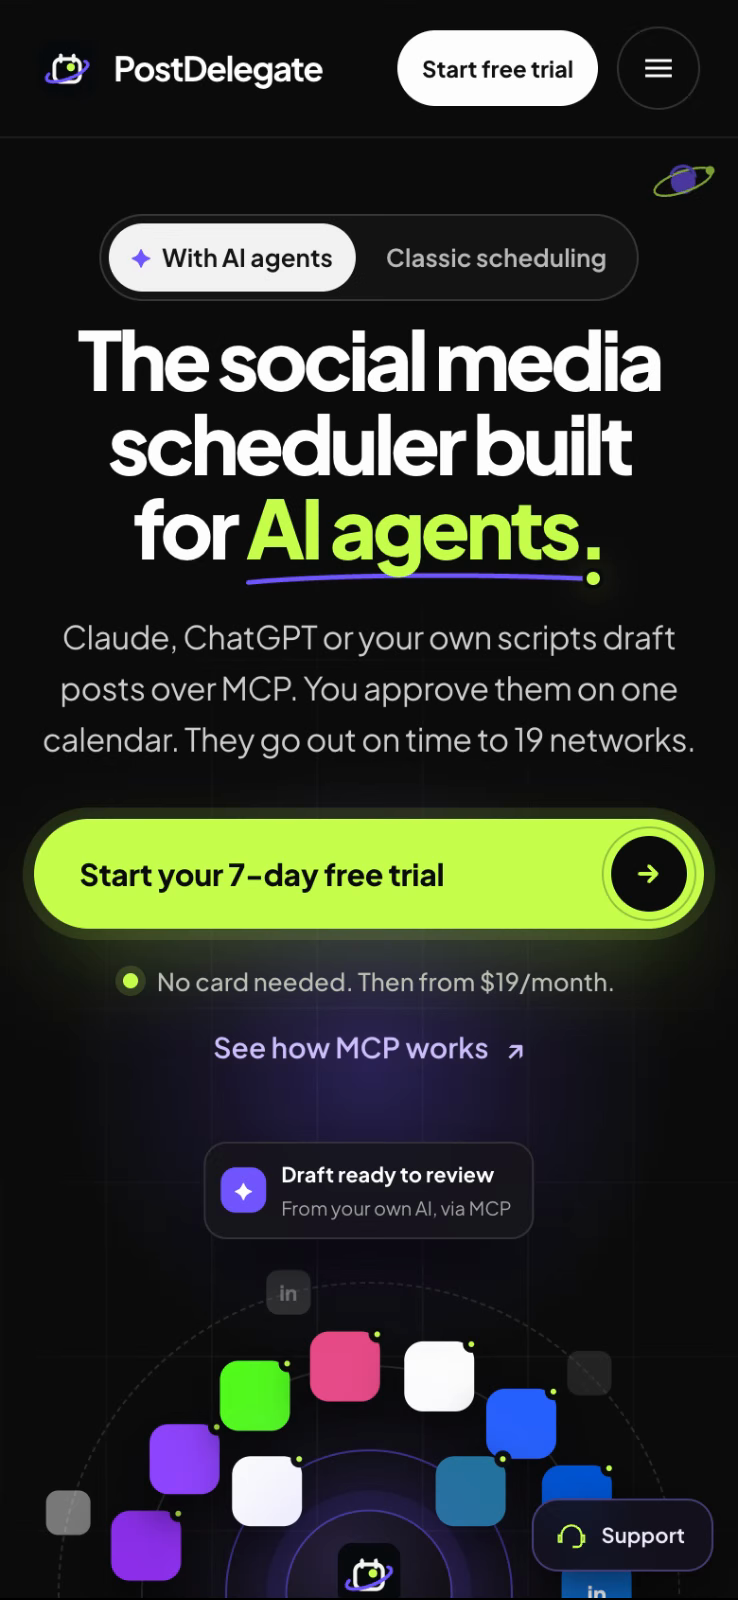 PostDelegate
Start free trial
With AI agents
Classic scheduling
The social media
scheduler built
for AI agents.
Claude, ChatGPT or your own scripts draft
posts over MCP. You approve them on one
calendar. They go out on time to 19 networks.
Start your 7-day free trial
No card needed. Then from $19/month.
See how MCP works
Draft ready to review
From your own AI, via MCP
in
Support
in